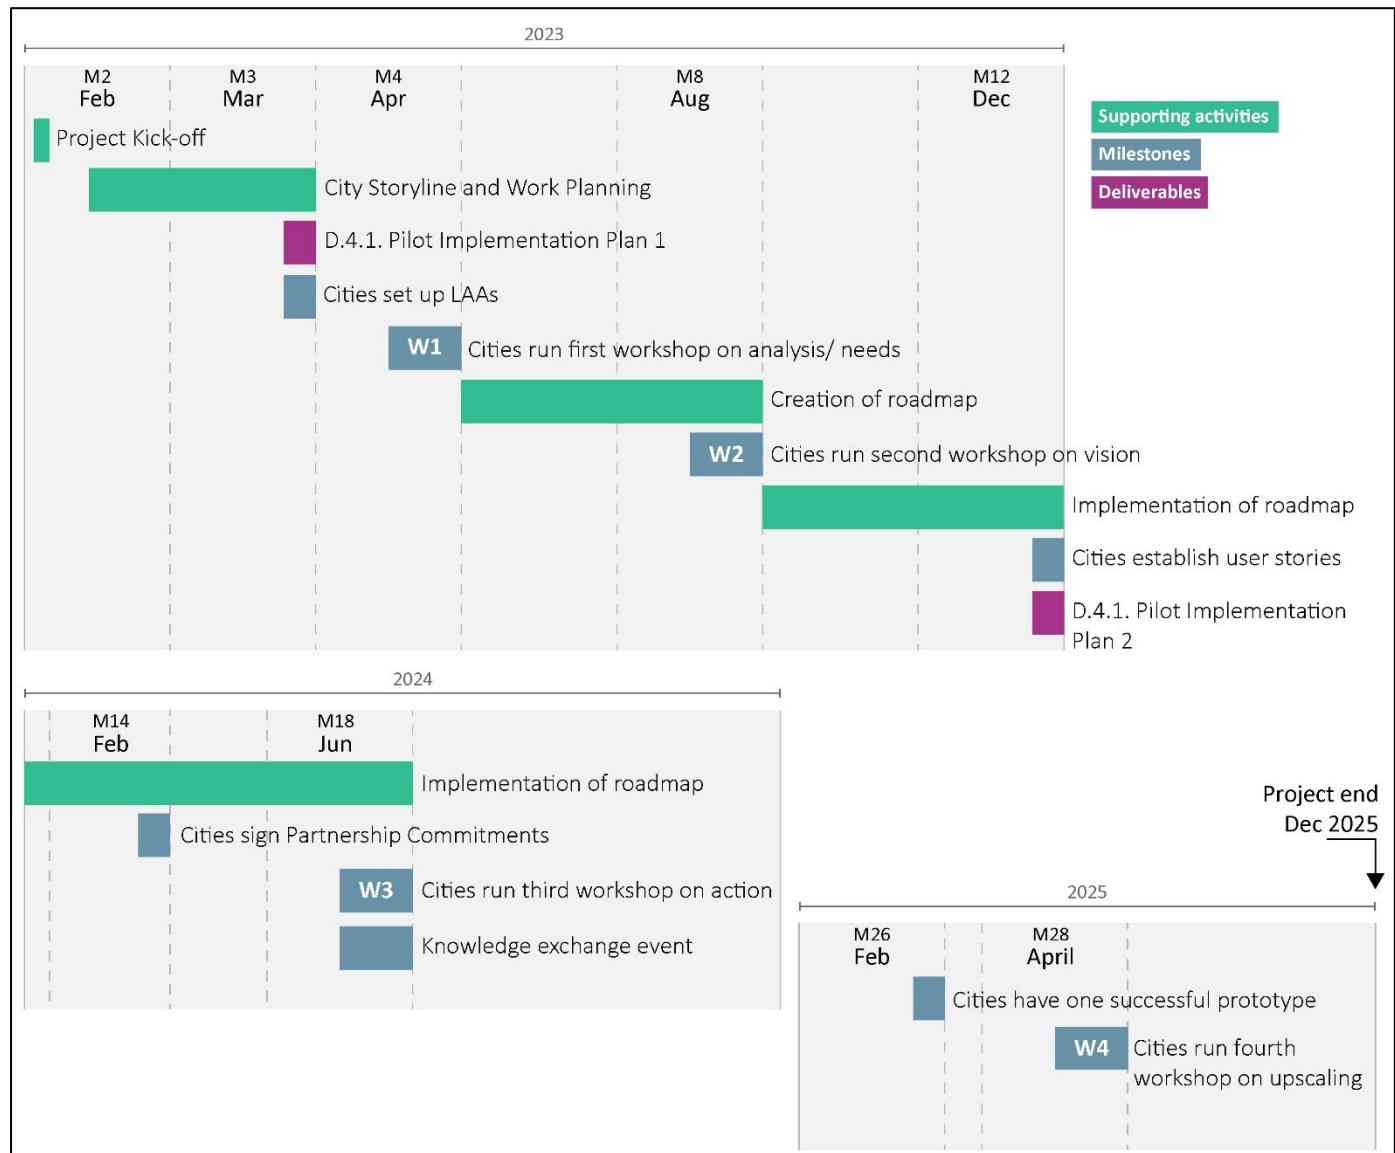 2023
M2 M3 M4 M8 M12
Feb Mar Apr Aug Dec
Supporting activities
Milestones
Deliverables
Project Kick-off
City Storyline and Work Planning
D.4.1. Pilot Implementation Plan 1
Cities set up LAAs
W1 Cities run first workshop on analysis/ needs
Creation of roadmap
W2 Cities run second workshop on vision
Implementation of roadmap
Cities establish user stories
D.4.1. Pilot Implementation
Plan 2
2024
M14 M18
Feb Jun
Implementation of roadmap
Cities sign Partnership Commitments
W3 Cities run third workshop on action
Knowledge exchange event
Project end
Dec 2025
2025
M26 M28
Feb April
Cities have one successful prototype
W4 Cities run fourth
workshop on upscaling